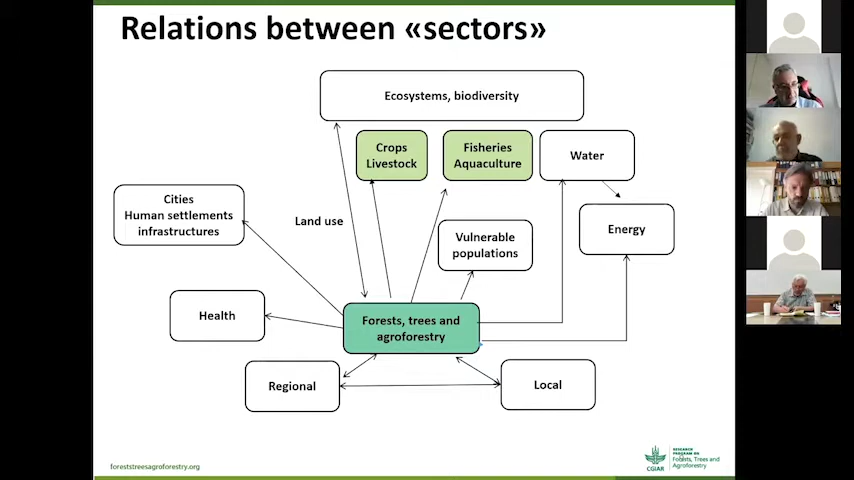 Relations between «sectors»
Ecosystems, biodiversity
Crops
Livestock
Fisheries
Aquaculture
Water
Cities
Human settlements
infrastructures
Land use
Vulnerable
populations
Energy
Health
Forests, trees and
agroforestry
Regional
Local
foreststreesagroforestry.org
CGIAR
RESEARCH
PROGRAM ON
Forests, Trees and
Agroforestry